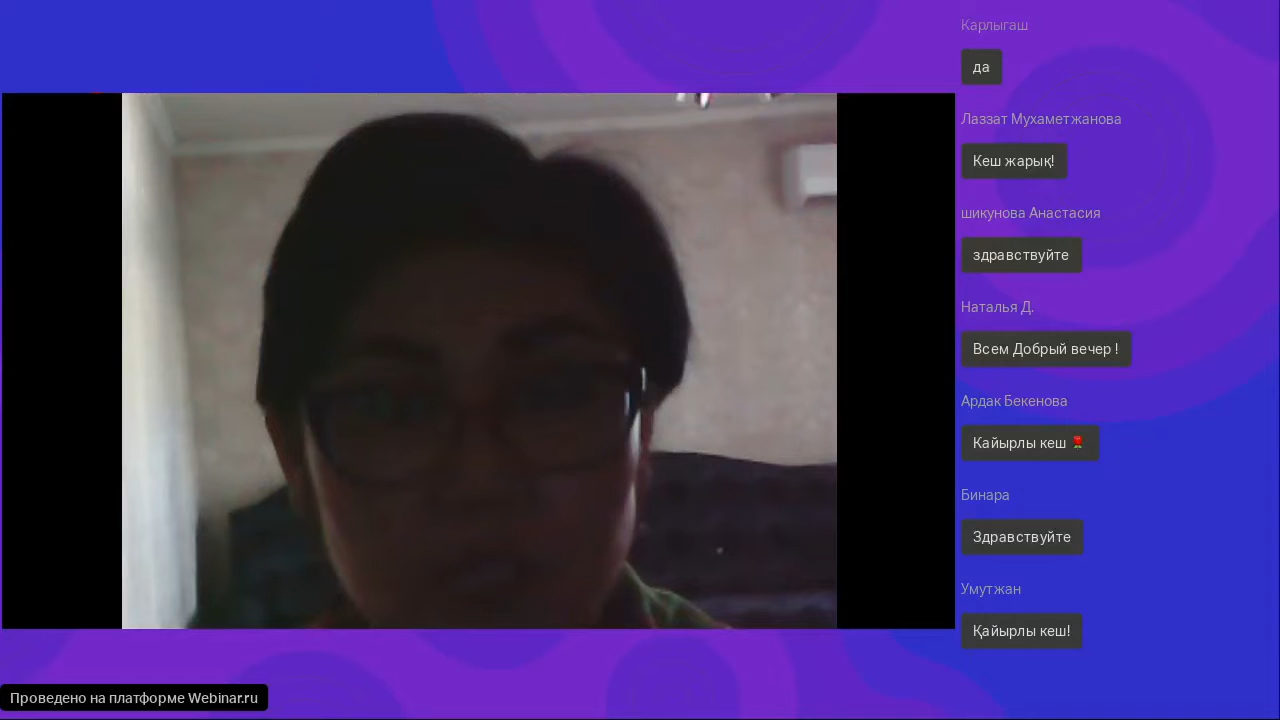 Карлыгаш
да
Лаззат Мухаметжанова
Кеш жарық!
шикунова Анастасия
здравствуйте
Наталья Д.
Всем Добрый вечер !
Ардак Бекенова
Кайырлы кеш 🌹
Бинара
Здравствуйте
Умутжан
Қайырлы кеш!
Проведено на платформе Webinar.ru